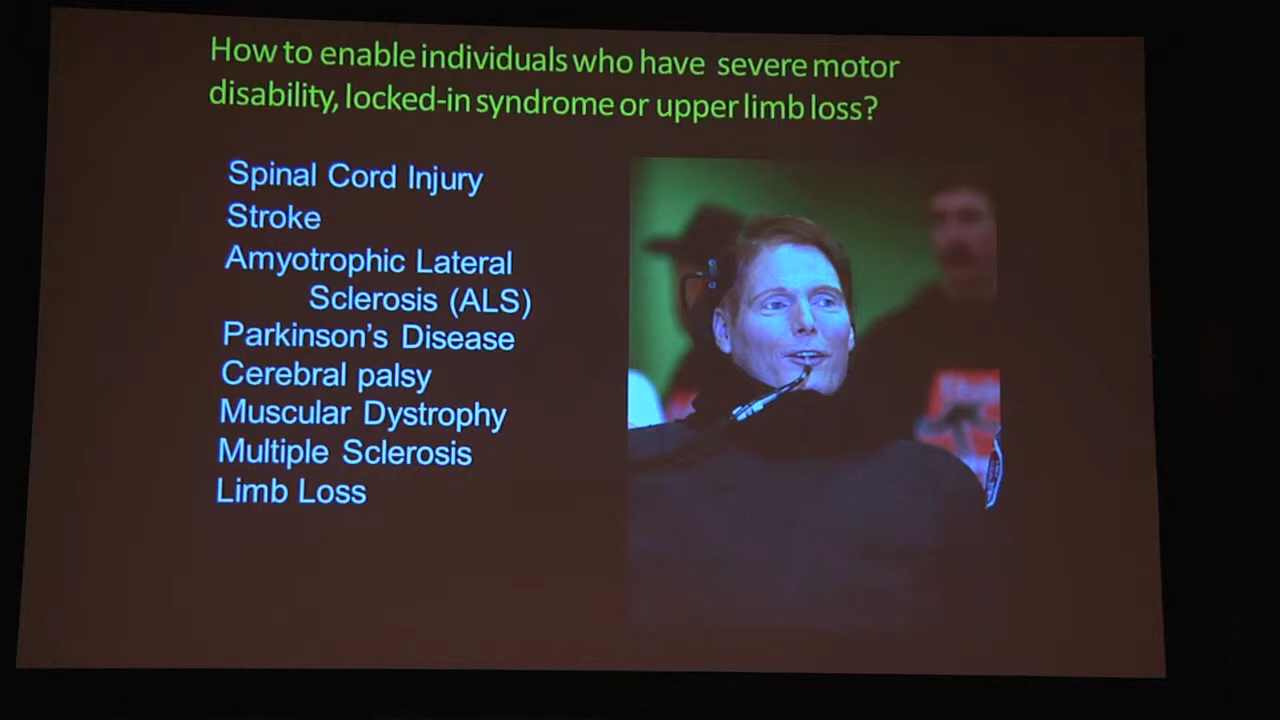 How to enable individuals who have severe motor
disability, locked-in syndrome or upper limb loss?
Spinal Cord Injury
Stroke
Amyotrophic Lateral
Sclerosis (ALS)
Parkinson's Disease
Cerebral palsy
Muscular Dystrophy
Multiple Sclerosis
Limb Loss